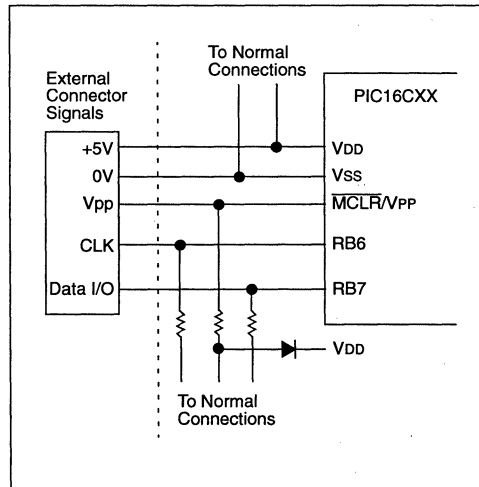 To Normal
Connections
External
Connector
Signals
PIC16CXX
+5V
VDD
0V
VSS
Vpp
MCLR/VPP
CLK
RB6
Data I/O
RB7
VDD
To Normal
Connections